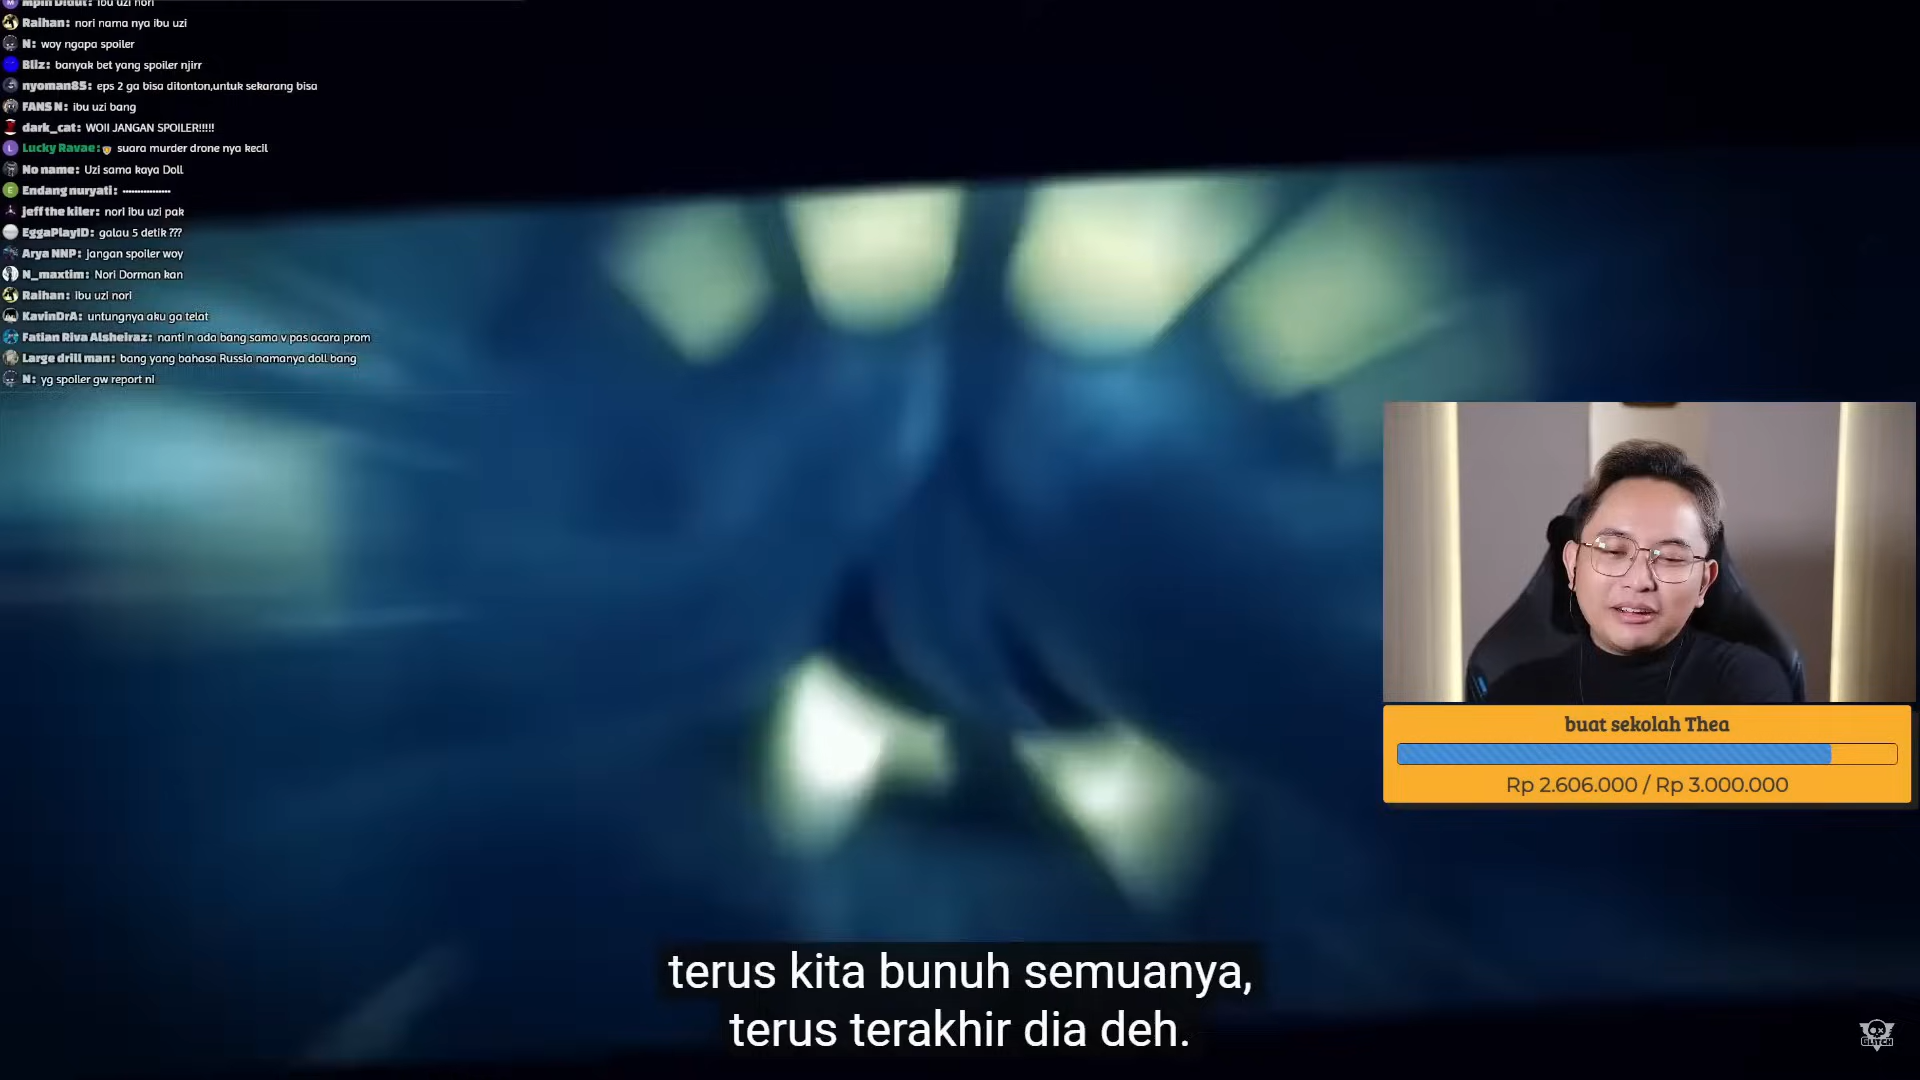 mpin Diaut: ibu uzi nori
Raihan: nori nama nya ibu uzi
N: woy ngapa spoiler
Bliz: banyak bet yang spoiler njirr
nyoman85: eps 2 ga bisa ditonton,untuk sekarang bisa
FANS N: ibu uzi bang
dark_cat: WOII JANGAN SPOILER!!!!!
Lucky Ravae: suara murder drone nya kecil
No name: Uzi sama kaya Doll
Endang nuryati: ................
jeff the kiler: nori ibu uzi pak
EggaPlayID: galau 5 detik ???
Arya NNP: jangan spoiler woy
N_maxtim: Nori Dorman kan
Raihan: ibu uzi nori
KavinDrA: untungnya aku ga telat
Fatian Riva Alsheiraz: nanti n ada bang sama v pas acara prom
Large drill man: bang yang bahasa Russia namanya doll bang
N: yg spoiler gw report nI
buat sekolah Thea
Rp 2.606.000 / Rp 3.000.000
terus kita bunuh semuanya,
terus terakhir dia deh.
GLITCH